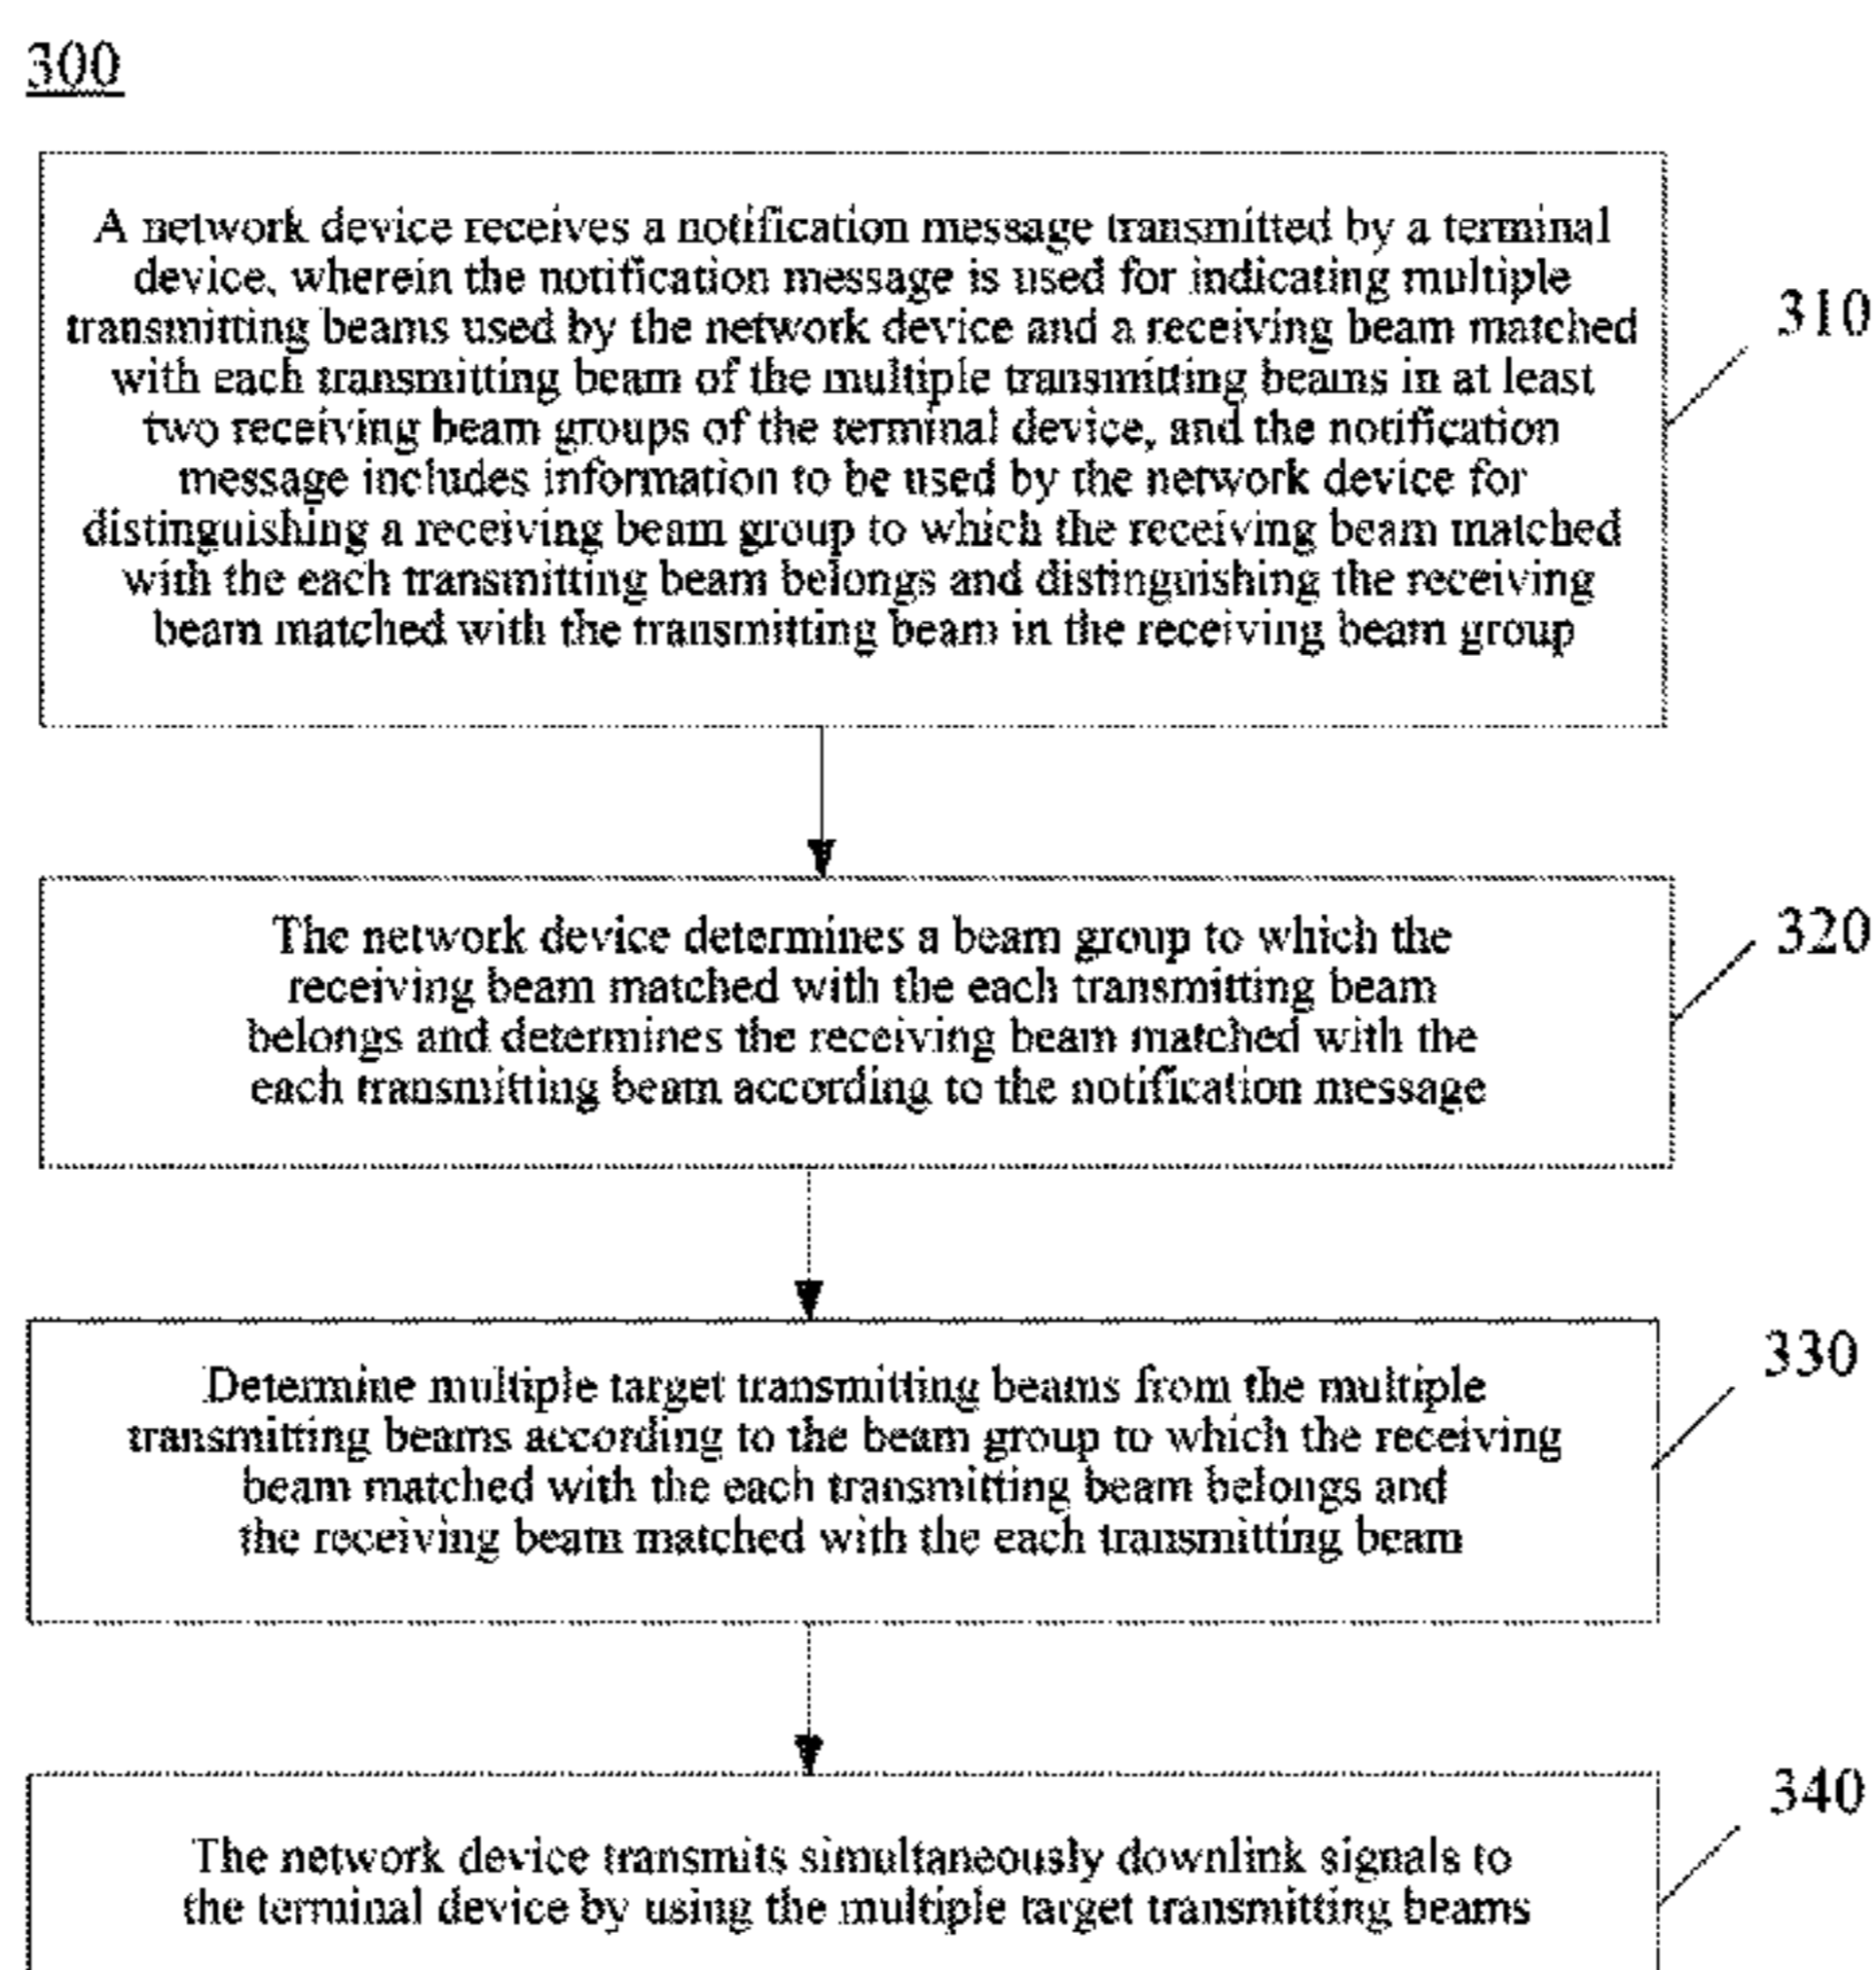 300
A network device receives a notification message transmitted by a terminal
device, wherein the notification message is used for indicating multiple
transmitting beams used by the network device and a receiving beam matched
with each transmitting beam of the multiple transmitting beams in at least
two receiving beam groups of the terminal device, and the notification
message includes information to be used by the network device for
distinguishing a receiving beam group to which the receiving beam matched
with the each transmitting beam belongs and distinguishing the receiving
beam matched with the transmitting beam in the receiving beam group
310
The network device determines a beam group to which the
receiving beam matched with the each transmitting beam
belongs and determines the receiving beam matched with the
each transmitting beam according to the notification message
320
Determine multiple target transmitting beams from the multiple
transmitting beams according to the beam group to which the receiving
beam matched with the each transmitting beam belongs and
the receiving beam matched with the each transmitting beam
330
The network device transmits simultaneously downlink signals to
the terminal device by using the multiple target transmitting beams
340